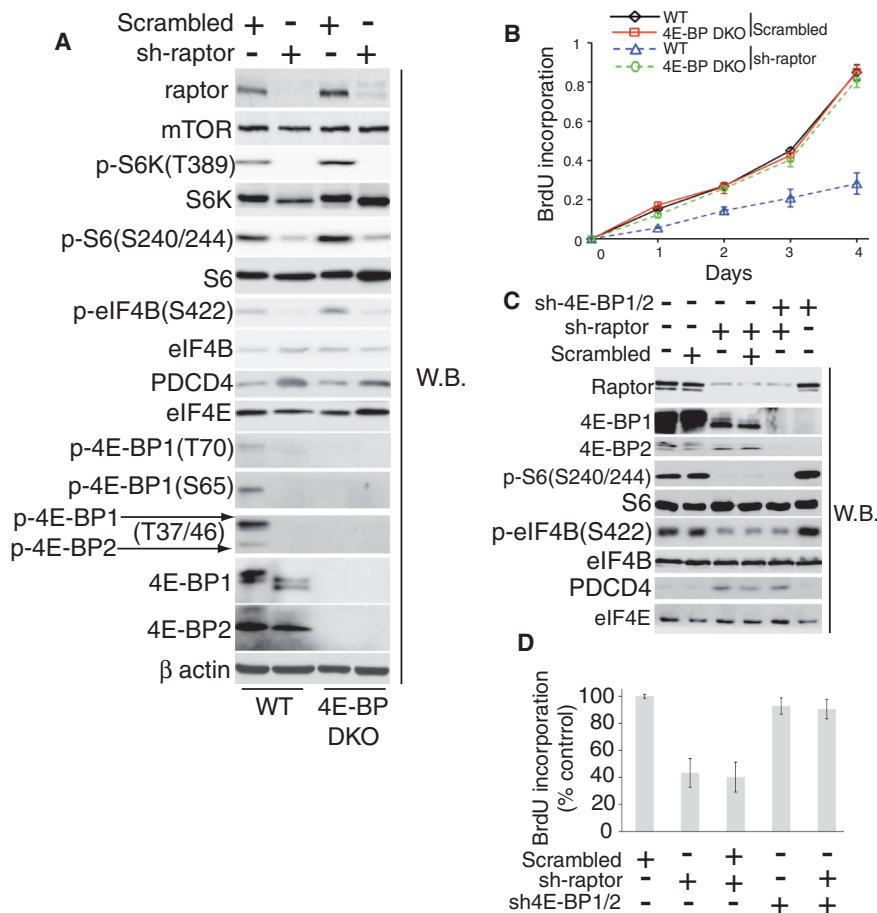 A
Scrambled + - + -
sh-raptor - + - +
raptor
mTOR
p-S6K(T389)
S6K
p-S6(S240/244)
S6
p-eIF4B(S422)
eIF4B
PDCD4
eIF4E
p-4E-BP1(T70)
p-4E-BP1(S65)
p-4E-BP1
(T37/46)
p-4E-BP2
4E-BP1
4E-BP2
β actin
WT 4E-BP
DKO
W.B.
B
WT
4E-BP DKO
Scrambled
WT
4E-BP DKO
sh-raptor
BrdU incorporation
1
0.8
0.6
0.4
0.2
0
0 1 2 3 4
Days
C
sh-4E-BP1/2 - - - - + +
sh-raptor - - + + + -
Scrambled - + - + - -
Raptor
4E-BP1
4E-BP2
p-S6(S240/244)
S6
p-eIF4B(S422)
eIF4B
PDCD4
eIF4E
W.B.
D
BrdU incorporation
(% contrrol)
100
80
60
40
20
0
Scrambled + - + - -
sh-raptor - + + - +
sh4E-BP1/2 - - - + +